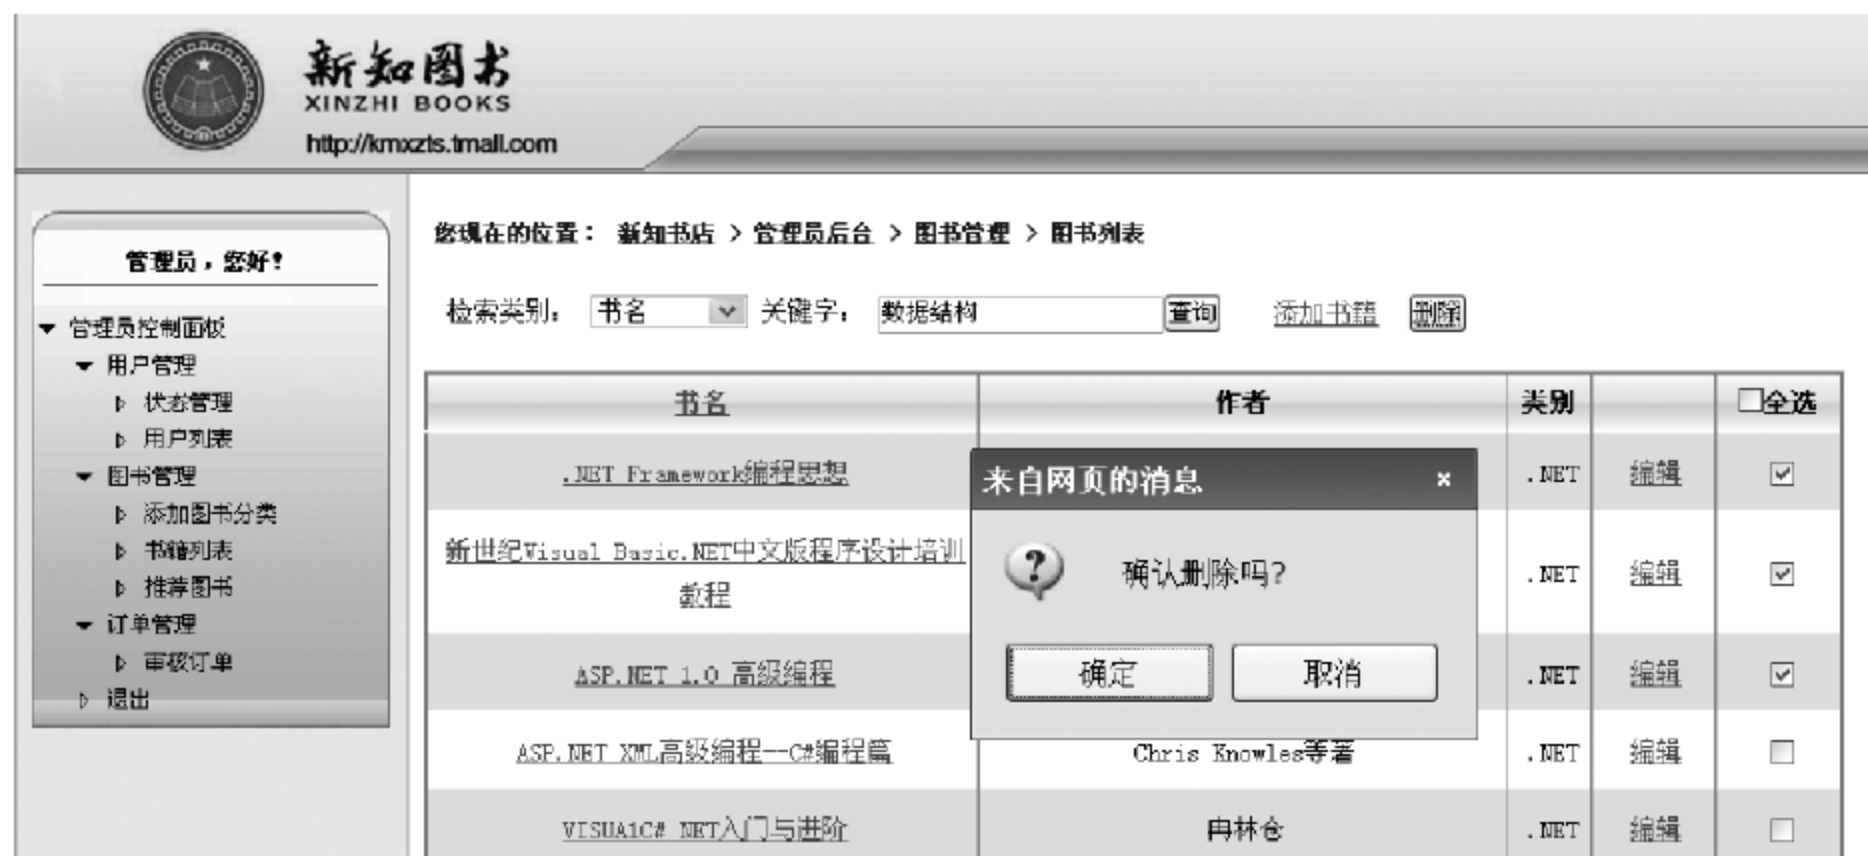 新知图书
XINZHI BOOKS
http://kmxzts.tmall.com
管理员，您好！
管理员控制面板
用户管理
状态管理
用户列表
图书管理
添加图书分类
书籍列表
推荐图书
订单管理
审核订单
退出
您现在的位置： 新知书店 > 管理员后台 > 图书管理 > 图书列表
检索类别： 书名 关键字： 数据结构 查询 添加书籍 删除
书名 作者 类别 全选
.NET Framework编程思想 .NET 编辑
新世纪Visual Basic.NET中文版程序设计培训
教程 .NET 编辑
ASP.NET 1.0 高级编程 .NET 编辑
ASP.NET XML高级编程--C#编程篇 Chris Knowles等著 .NET 编辑
VISUA1C# NET入门与进阶 冉林仓 .NET 编辑
来自网页的消息 ×
确认删除吗?
确定 取消